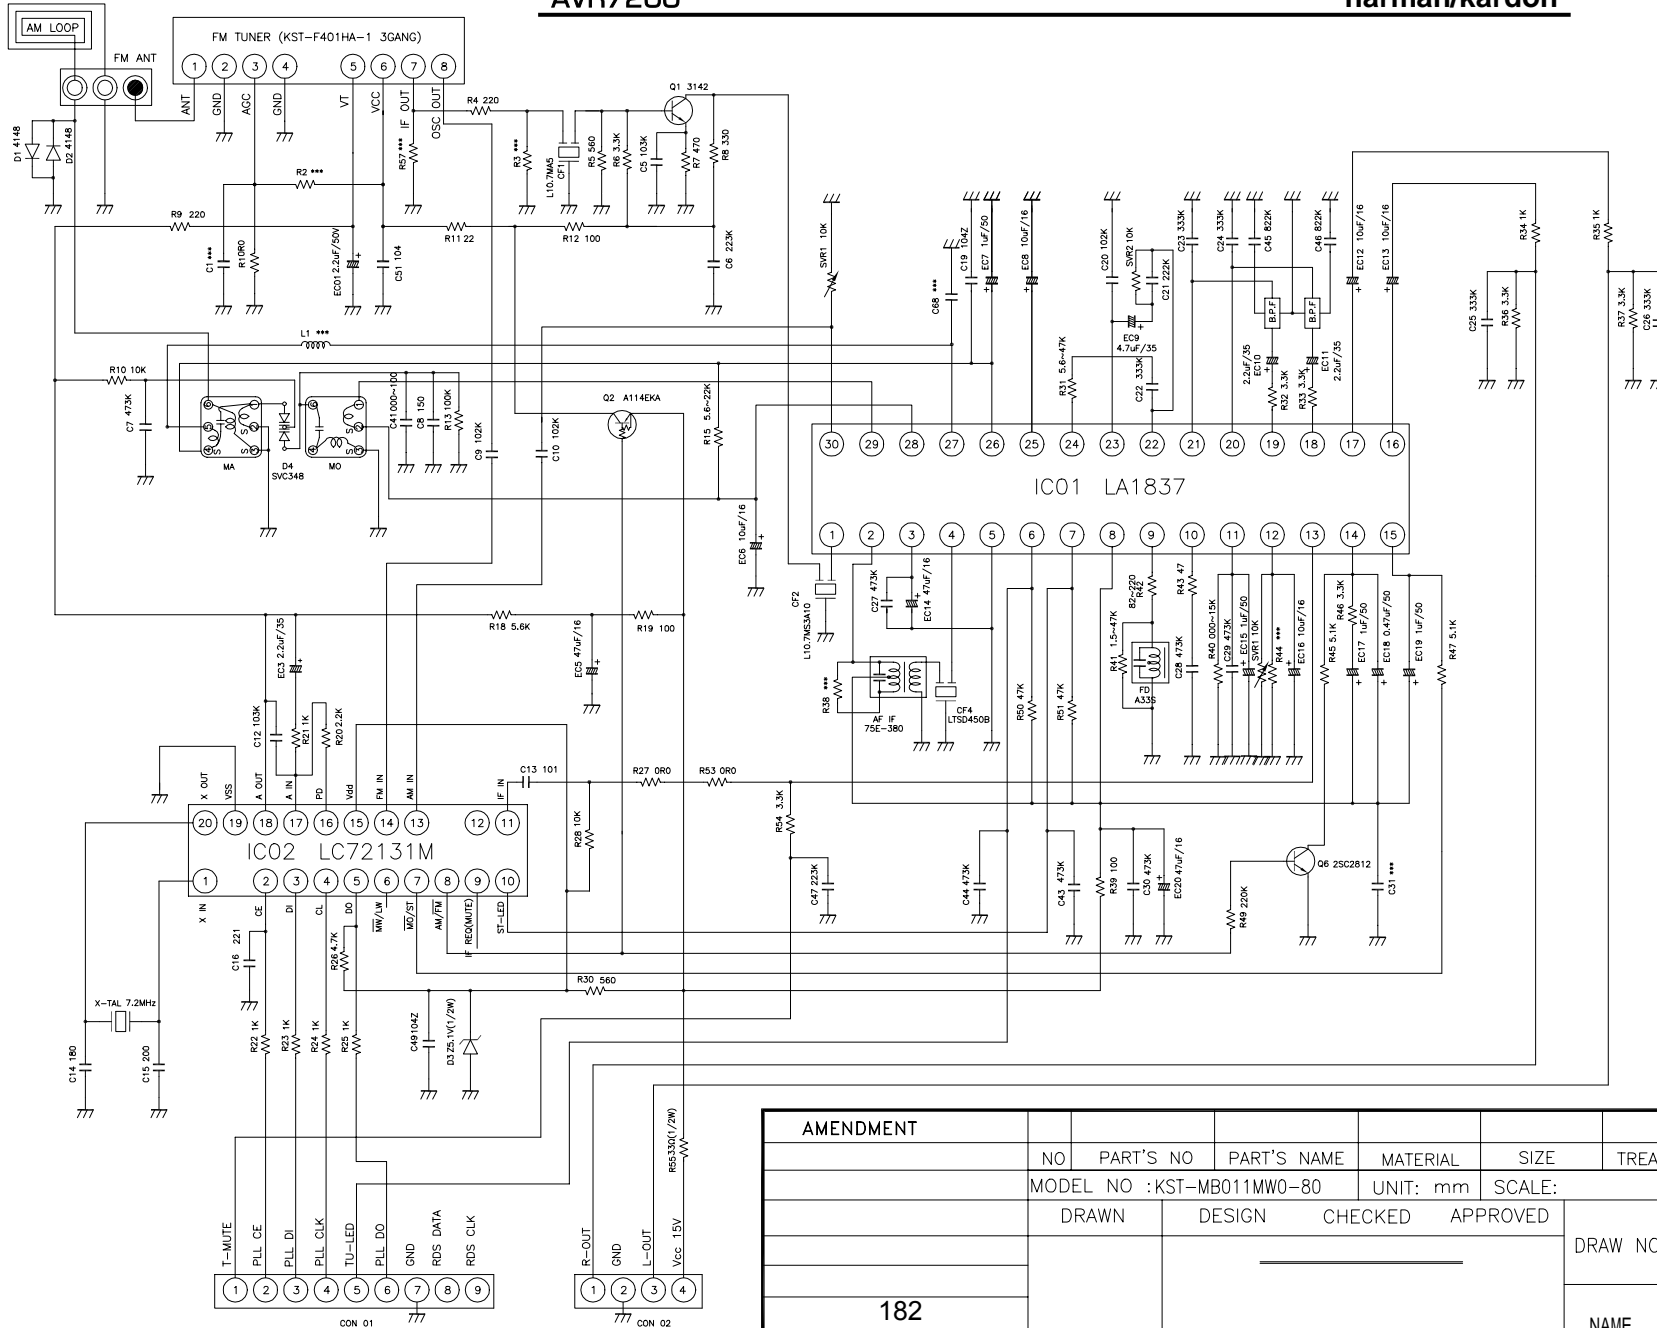 AVR7200
harman/kardon
AM LOOP
FM ANT
FM TUNER (KST-F401HA-1 3GANG)
1 2 3 4 5 6 7 8
ANT
GND
AGC
GND
VT
VCC
IF OUT
OSC OUT
D1 4148
D2 4148
R4 220
R57 ***
R3 ***
L10.7MA5
CF1
R5 560
R6 3.3K
C5 103K
Q1 3142
R7 470
R8 330
R2 ***
R9 220
C1 ***
R10R0
EC01 2.2uF/50V
C51 104
R11 22
R12 100
C6 223K
SVR1 10K
C68 ***
C19 104Z
EC7 1uF/50
EC8 10uF/16
C20 102K
SVR2 10K
C21 222K
EC9
4.7uF/35
C23 333K
C24 333K
C45 822K
C46 822K
B.P.F
B.P.F
EC12 10uF/16
EC13 10uF/16
R34 1K
R35 1K
C25 333K
R36 3.3K
R37 3.3K
C26 333K
L1 ***
R10 10K
C7 473K
6 1
5 2
4 3
S
S
MA
D4
SVC348
MO
C41 000~100
C8 150
R13 100K
C9 102K
C10 102K
Q2 A114EKA
R15 5.6~22K
R31 5.6~47K
C22 333K
2.2uF/35
EC10
R32 3.3K
R33 3.3K
EC11
2.2uF/35
30 29 28 27 26 25 24 23 22 21 20 19 18 17 16
IC01 LA1837
1 2 3 4 5 6 7 8 9 10 11 12 13 14 15
EC6 10uF/16
CF2
L10.7MS3A10
C27 473K
EC14 47uF/16
R38 ***
AF IF
75E-380
CF4
LTSD450B
R50 47K
R51 47K
82~220
R42
R41 1.5~47K
FD
A33S
R43 47
C28 473K
R40 000~15K
C29 473K
EC15 1uF/50
SVR1 10K
R44 ***
EC16 10uF/16
R45 5.1K
R46 3.3K
EC17 1uF/50
EC18 0.47uF/50
EC19 1uF/50
R47 5.1K
R18 5.6K
R19 100
EC5 47uF/16
EC3 2.2uF/35
C12 103K
R21 1K
R20 2.2K
X OUT
VSS
A OUT
A IN
PD
Vdd
FM IN
AM IN
IF IN
C13 101
R27 0R0
R53 0R0
R28 10K
R54 3.3K
20 19 18 17 16 15 14 13 12 11
IC02 LC72131M
1 2 3 4 5 6 7 8 9 10
X IN
CE
DI
CL
DO
MW/LW
MO/ST
AM/FM
IF REQ(MUTE)
ST-LED
C47 223K
C44 473K
C43 473K
R39 100
C30 473K
EC20 47uF/16
Q6 2SC2812
R49 220K
C31 ***
C16 221
R26 4.7K
R30 560
X-TAL 7.2MHz
C14 180
C15 200
R22 1K
R23 1K
R24 1K
R25 1K
C49 104Z
D3 Z5.1V(1/2W)
R55 33Ω(1/2W)
T-MUTE
PLL CE
PLL DI
PLL CLK
TU-LED
PLL DO
GND
RDS DATA
RDS CLK
1 2 3 4 5 6 7 8 9
CON 01
R-OUT
GND
L-OUT
Vcc 15V
1 2 3 4
CON 02
AMENDMENT
NO PART'S NO PART'S NAME MATERIAL SIZE TREA
MODEL NO :KST-MB011MW0-80 UNIT: mm SCALE:
DRAWN DESIGN CHECKED APPROVED
DRAW NO
NAME
182